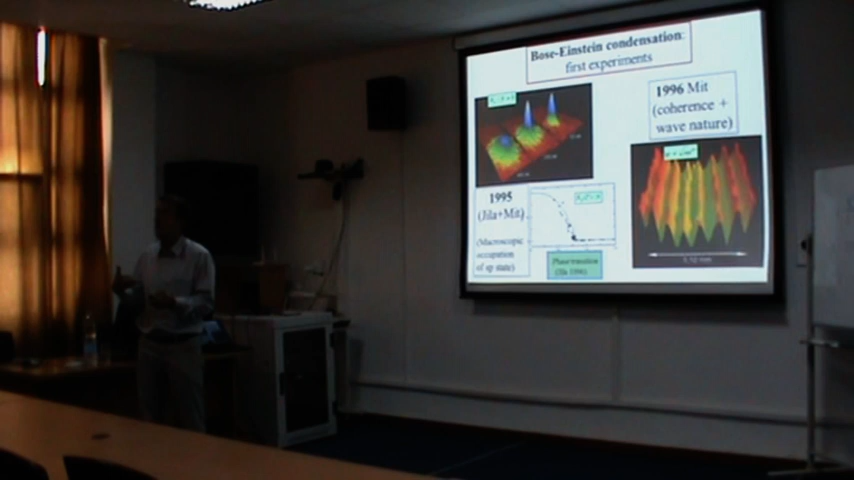 Bose-Einstein condensation:
first experiments
1996 Mit
(coherence +
wave nature)
1995
(Jila+Mit)
(Macroscopic
occupation
of sp state)
Phase transition